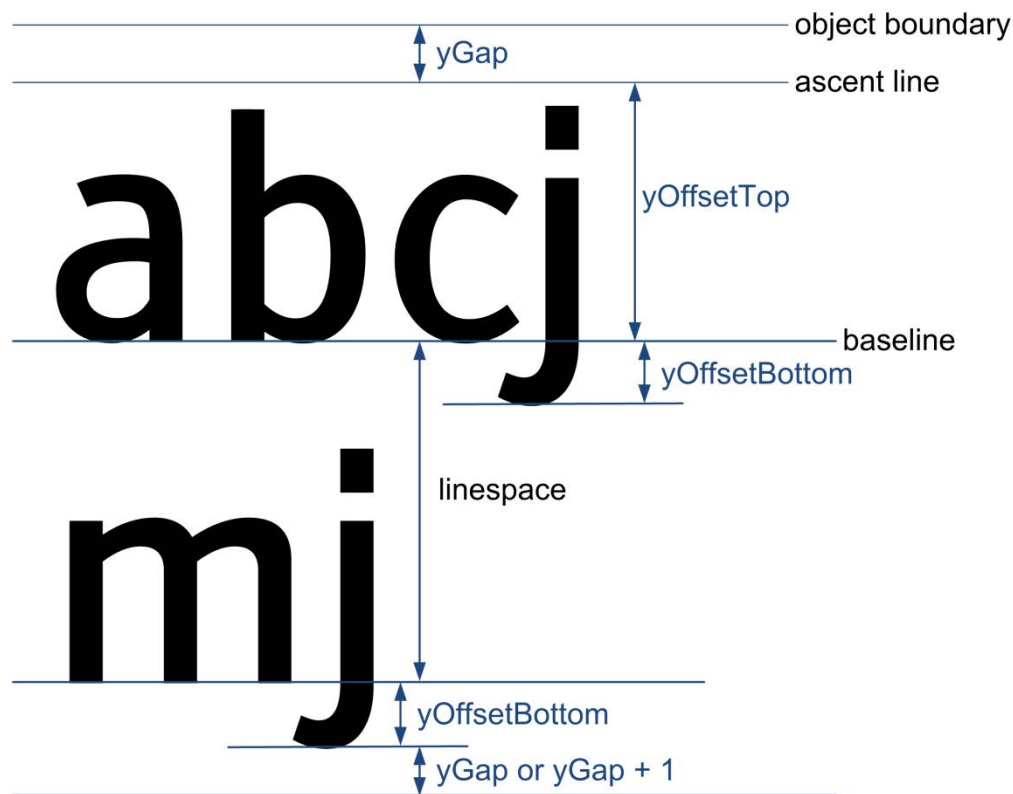 object boundary
yGap
ascent line
abcj
yOffsetTop
baseline
yOffsetBottom
linespace
mj
yOffsetBottom
yGap or yGap + 1